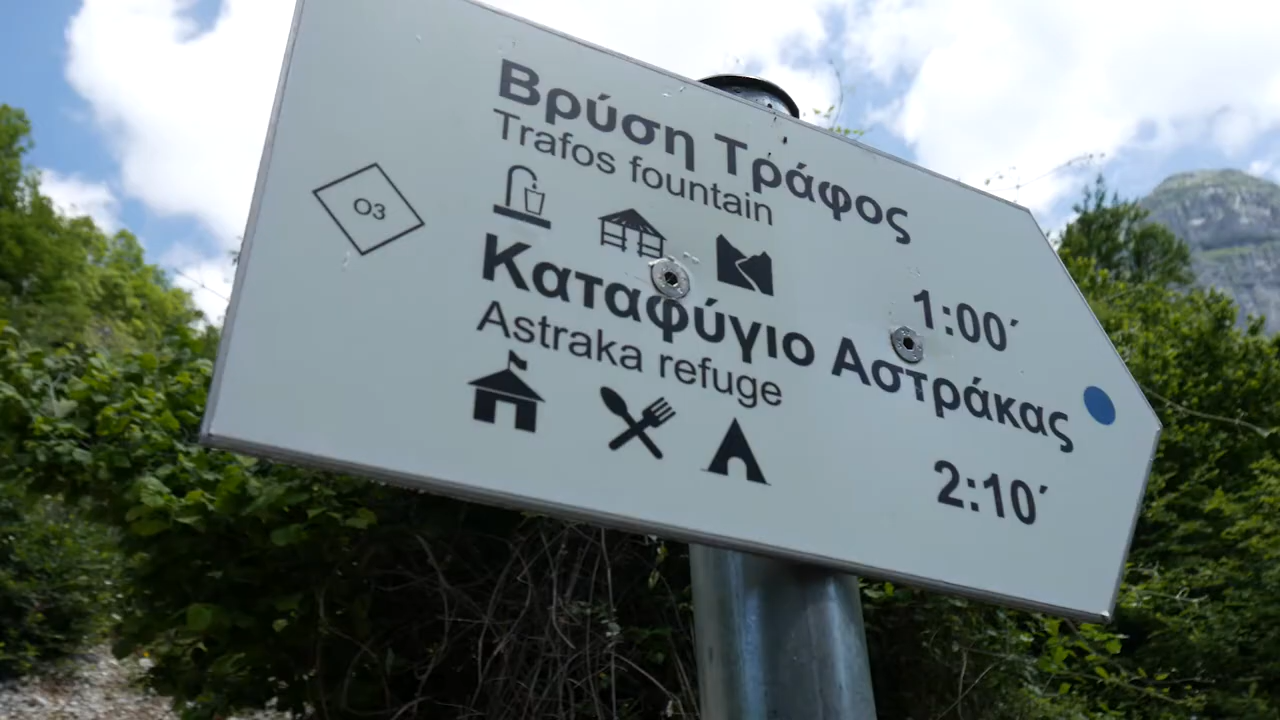 Βρύση Τράφος
Trafos fountain
O3
1:00΄
Καταφύγιο Αστράκας
Astraka refuge
2:10΄